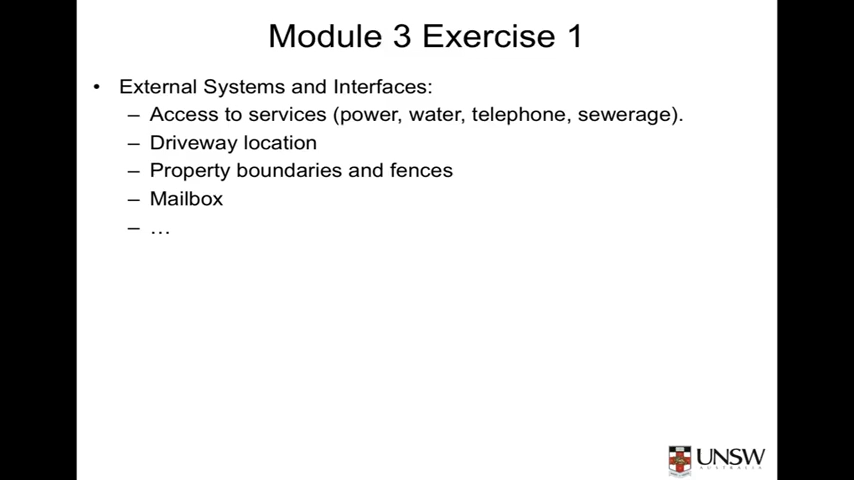 Module 3 Exercise 1
• External Systems and Interfaces:
– Access to services (power, water, telephone, sewerage).
– Driveway location
– Property boundaries and fences
– Mailbox
– …
UNSW
AUSTRALIA